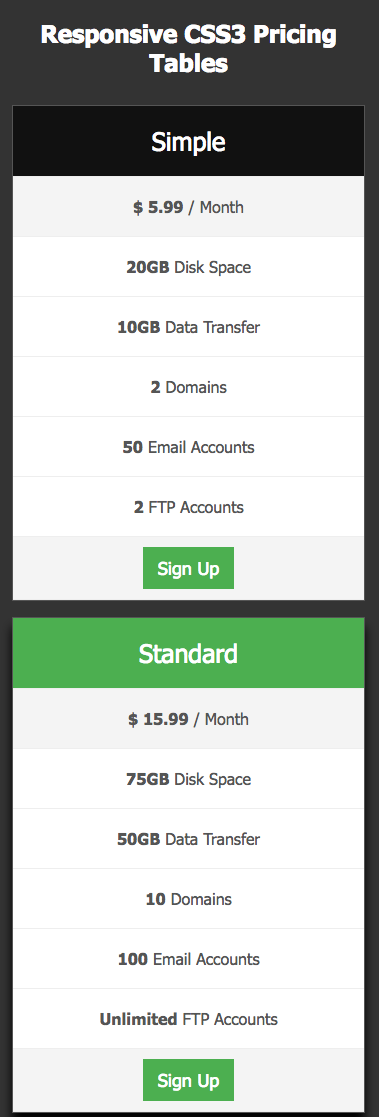 Responsive CSS3 Pricing
Tables
Simple
$ 5.99 / Month
20GB Disk Space
10GB Data Transfer
2 Domains
50 Email Accounts
2 FTP Accounts
Sign Up
Standard
$ 15.99 / Month
75GB Disk Space
50GB Data Transfer
10 Domains
100 Email Accounts
Unlimited FTP Accounts
Sign Up